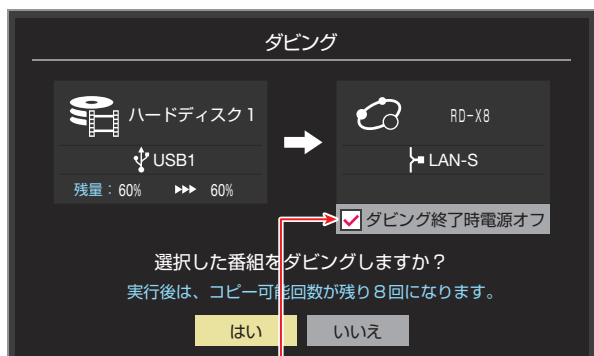 ダビング
ハードディスク1
RD-X8
USB1
LAN-S
残量：60% 60%
ダビング終了時電源オフ
選択した番組をダビングしますか？
実行後は、コピー可能回数が残り8回になります。
はい いいえ